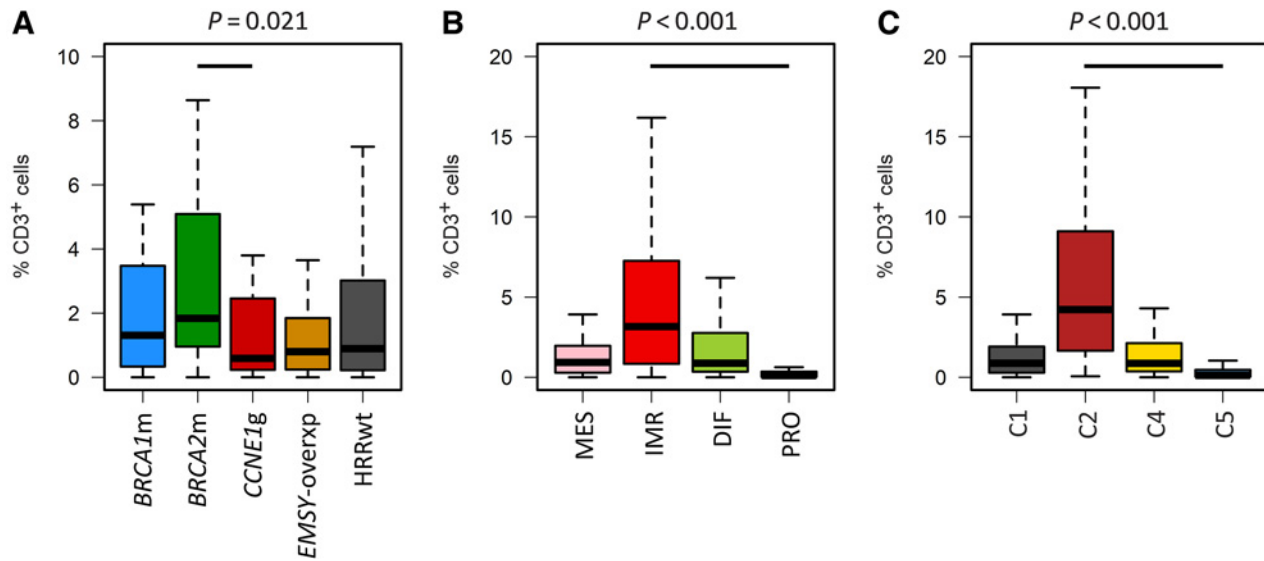 A
P = 0.021
% CD3+ cells
10
8
6
4
2
0
BRCA1m
BRCA2m
CCNE1g
EMSY-overxp
HRRwt
B
P < 0.001
% CD3+ cells
20
15
10
5
0
MES
IMR
DIF
PRO
C
P < 0.001
% CD3+ cells
20
15
10
5
0
C1
C2
C4
C5